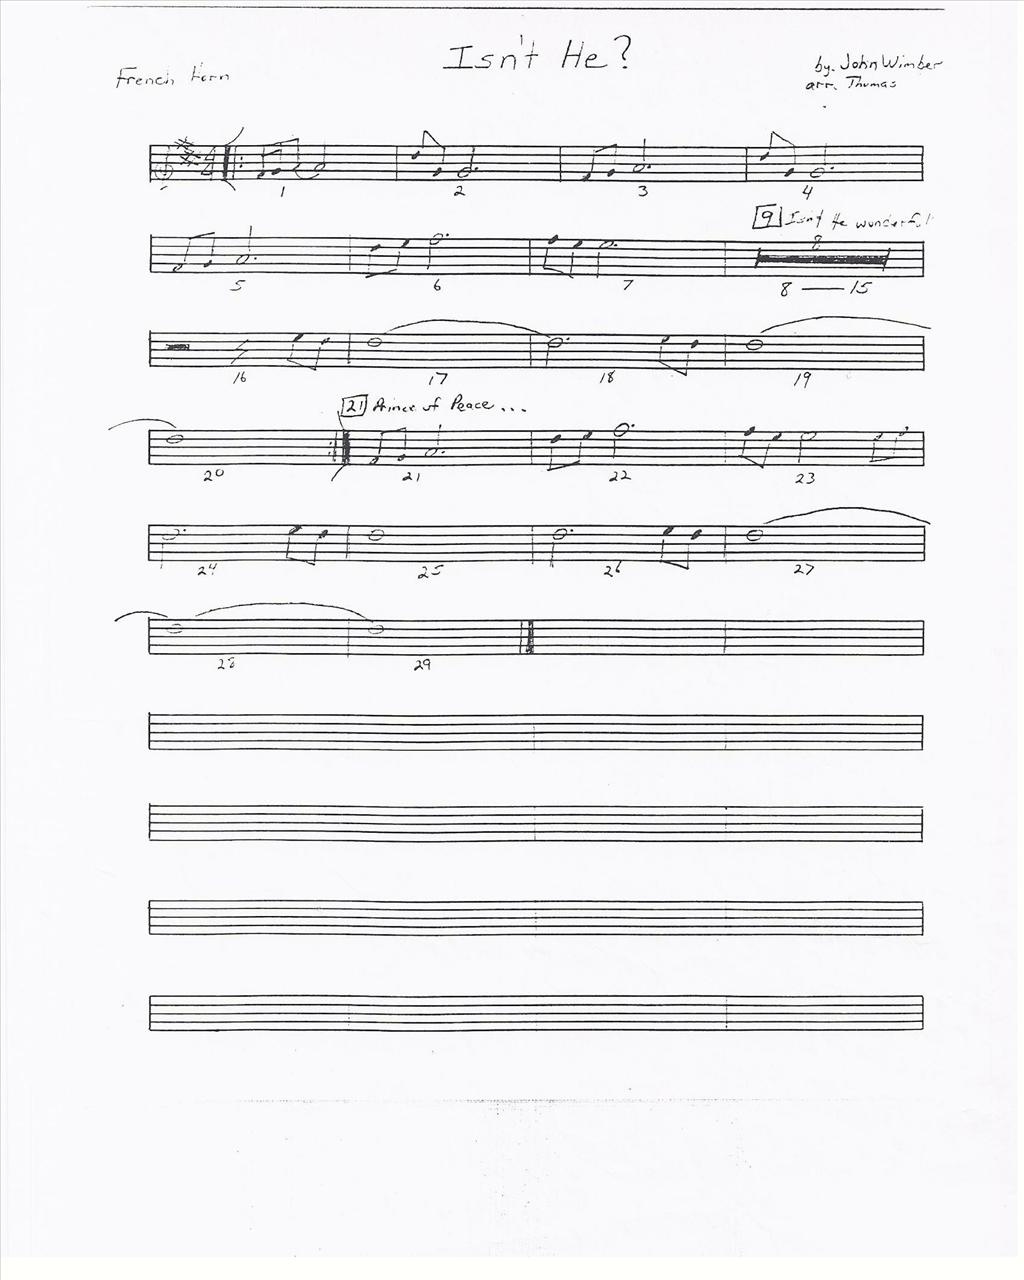 Isn't He?
French Horn
by. John Wimber
arr. Thomas
4/4
1 2 3 4
9 Isn't He wonderful
8
5 6 7 8 — 15
16 17 18 19
21 Prince of Peace...
20 21 22 23
24 25 26 27
28 29